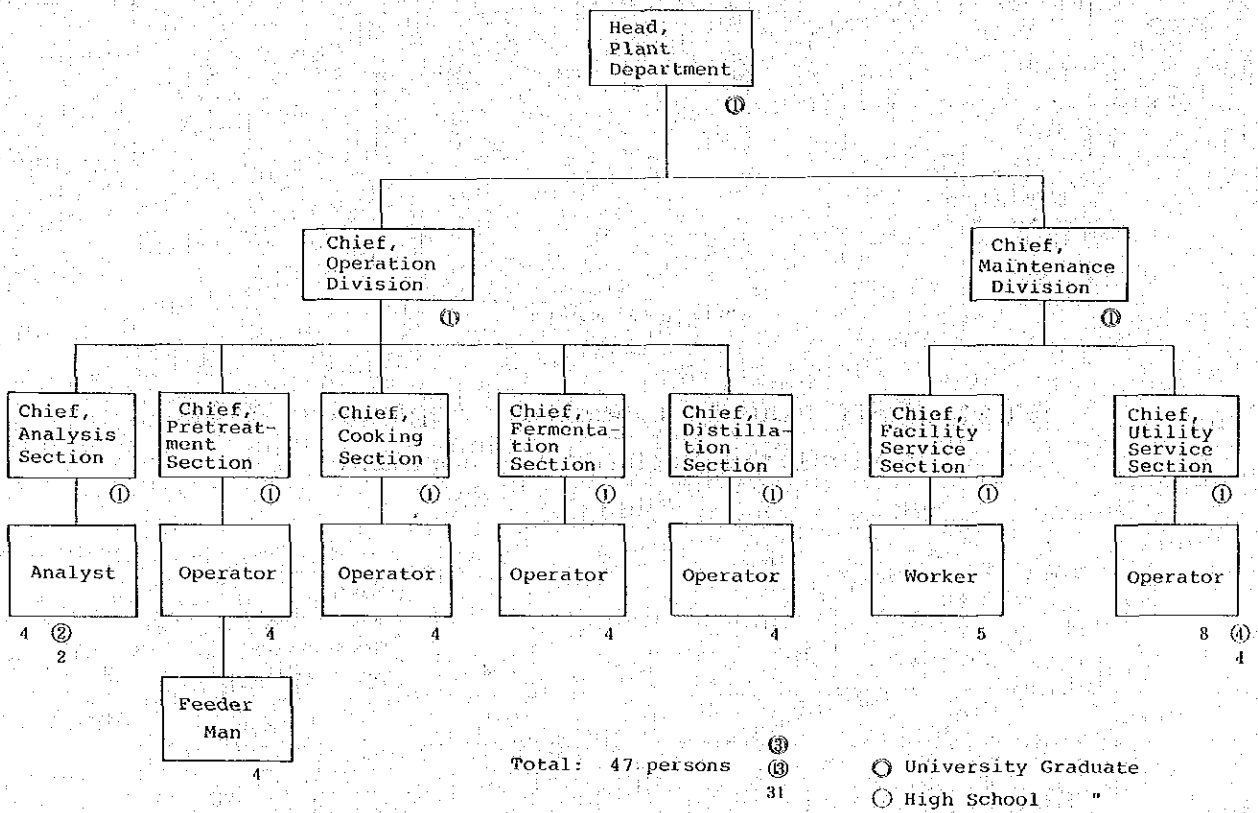 Head,
Plant
Department
①
Chief,
Operation
Division
①
Chief,
Maintenance
Division
①
Chief,
Analysis
Section
①
Chief,
Pretreat-
ment
Section
①
Chief,
Cooking
Section
①
Chief,
Fermenta-
tion
Section
①
Chief,
Distilla-
tion
Section
①
Chief,
Facility
Service
Section
①
Chief,
Utility
Service
Section
①
Analyst
4 ②
2
Operator
4
Operator
4
Operator
4
Operator
4
Worker
5
Operator
8 ④
4
Feeder
Man
4
Total: 47 persons
③
⑬
31
◎ University Graduate
○ High School "